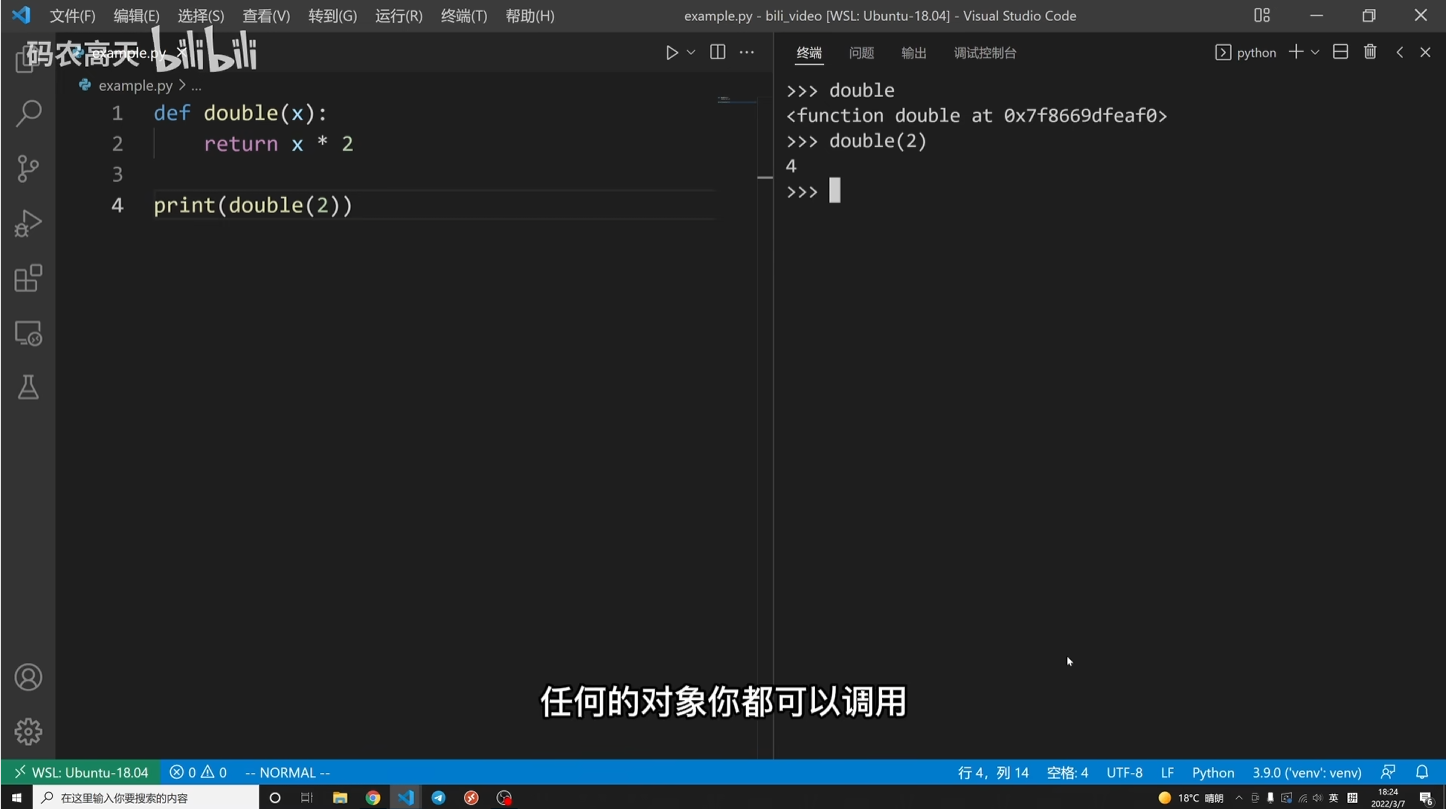 文件(F) 编辑(E) 选择(S) 查看(V) 转到(G) 运行(R) 终端(T) 帮助(H) example.py - bili_video [WSL: Ubuntu-18.04] - Visual Studio Code
码农高天 bilibili
example.py
终端 问题 输出 调试控制台 python
example.py > ...
1 def double(x):
2     return x * 2
3
4 print(double(2))
>>> double
<function double at 0x7f8669dfeaf0>
>>> double(2)
4
>>>
任何的对象你都可以调用
WSL: Ubuntu-18.04 0 0 -- NORMAL -- 行 4，列 14 空格: 4 UTF-8 LF Python 3.9.0 ('venv': venv)
在这里输入你要搜索的内容 18°C 晴朗 英 拼 18:24
2022/3/7 6